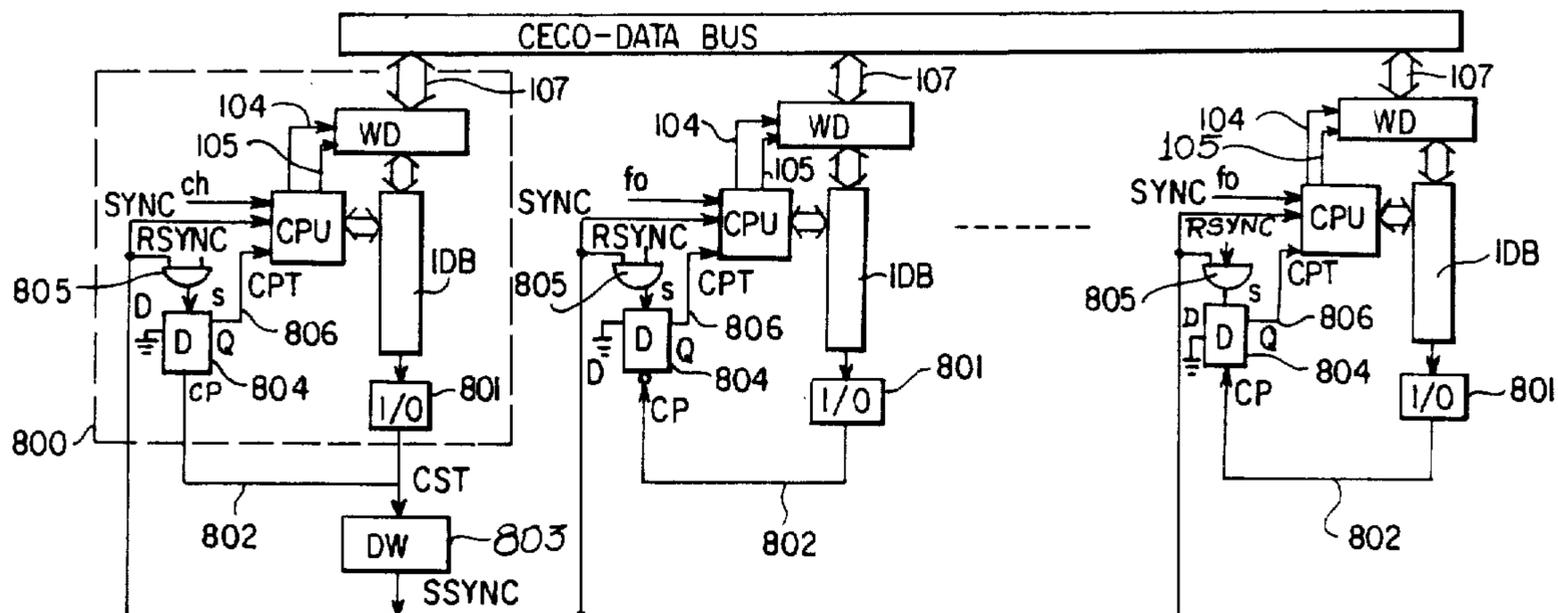 CECO-DATA BUS
107
107
107
104
WD
105
ch
SYNC
CPU
RSYNC
805
S
CPT
IDB
D
D
Q
806
804
CP
801
I/O
800
CST
802
DW
803
SSYNC
104
WD
105
fo
SYNC
CPU
RSYNC
805
S
CPT
IDB
806
D
Q
D
804
CP
801
I/O
802
104
WD
105
fo
SYNC
CPU
RSYNC
805
S
CPT
IDB
D
D
Q
806
804
CP
801
I/O
802